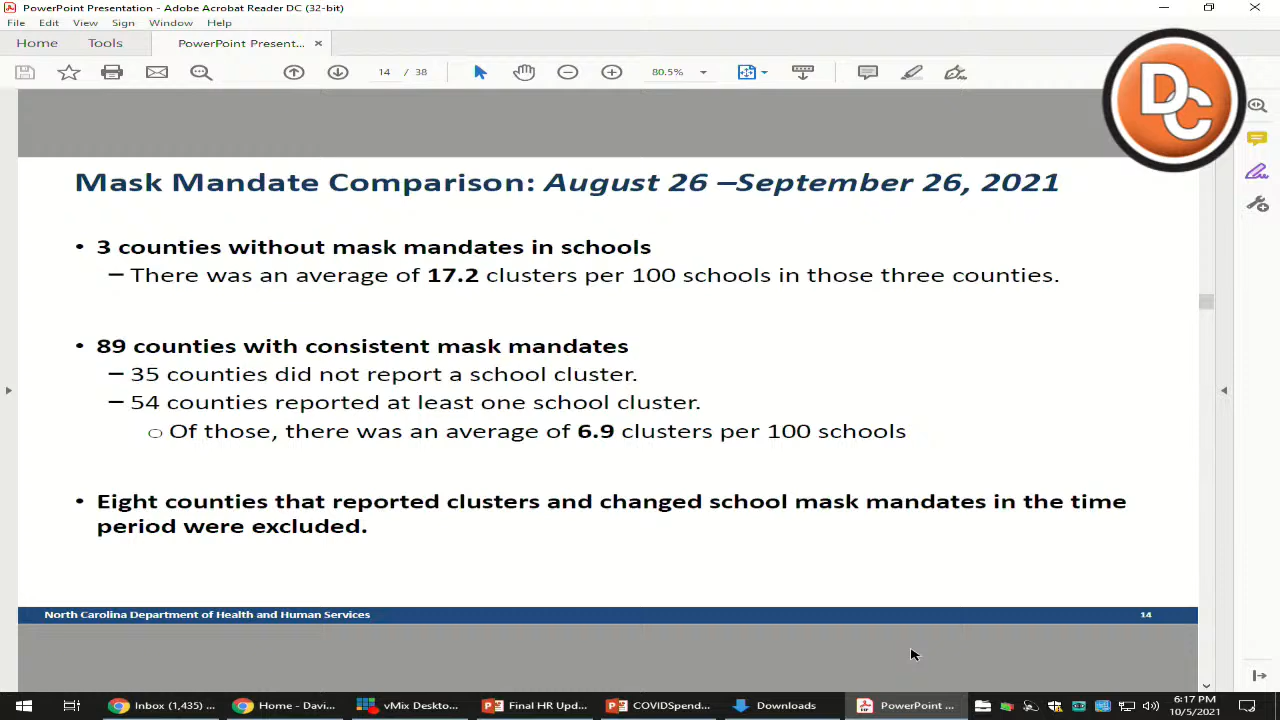 PowerPoint Presentation - Adobe Acrobat Reader DC (32-bit)
File Edit View Sign Window Help
Home Tools PowerPoint Present... ×
14 / 38 80.5%
DC
Mask Mandate Comparison: August 26 –September 26, 2021
• 3 counties without mask mandates in schools
– There was an average of 17.2 clusters per 100 schools in those three counties.
• 89 counties with consistent mask mandates
– 35 counties did not report a school cluster.
– 54 counties reported at least one school cluster.
○ Of those, there was an average of 6.9 clusters per 100 schools
• Eight counties that reported clusters and changed school mask mandates in the time
period were excluded.
North Carolina Department of Health and Human Services 14
Inbox (1,435) ... Home - Davi... vMix Deskto... Final HR Upd... COVIDSpend... Downloads PowerPoint ...
6:17 PM
10/5/2021